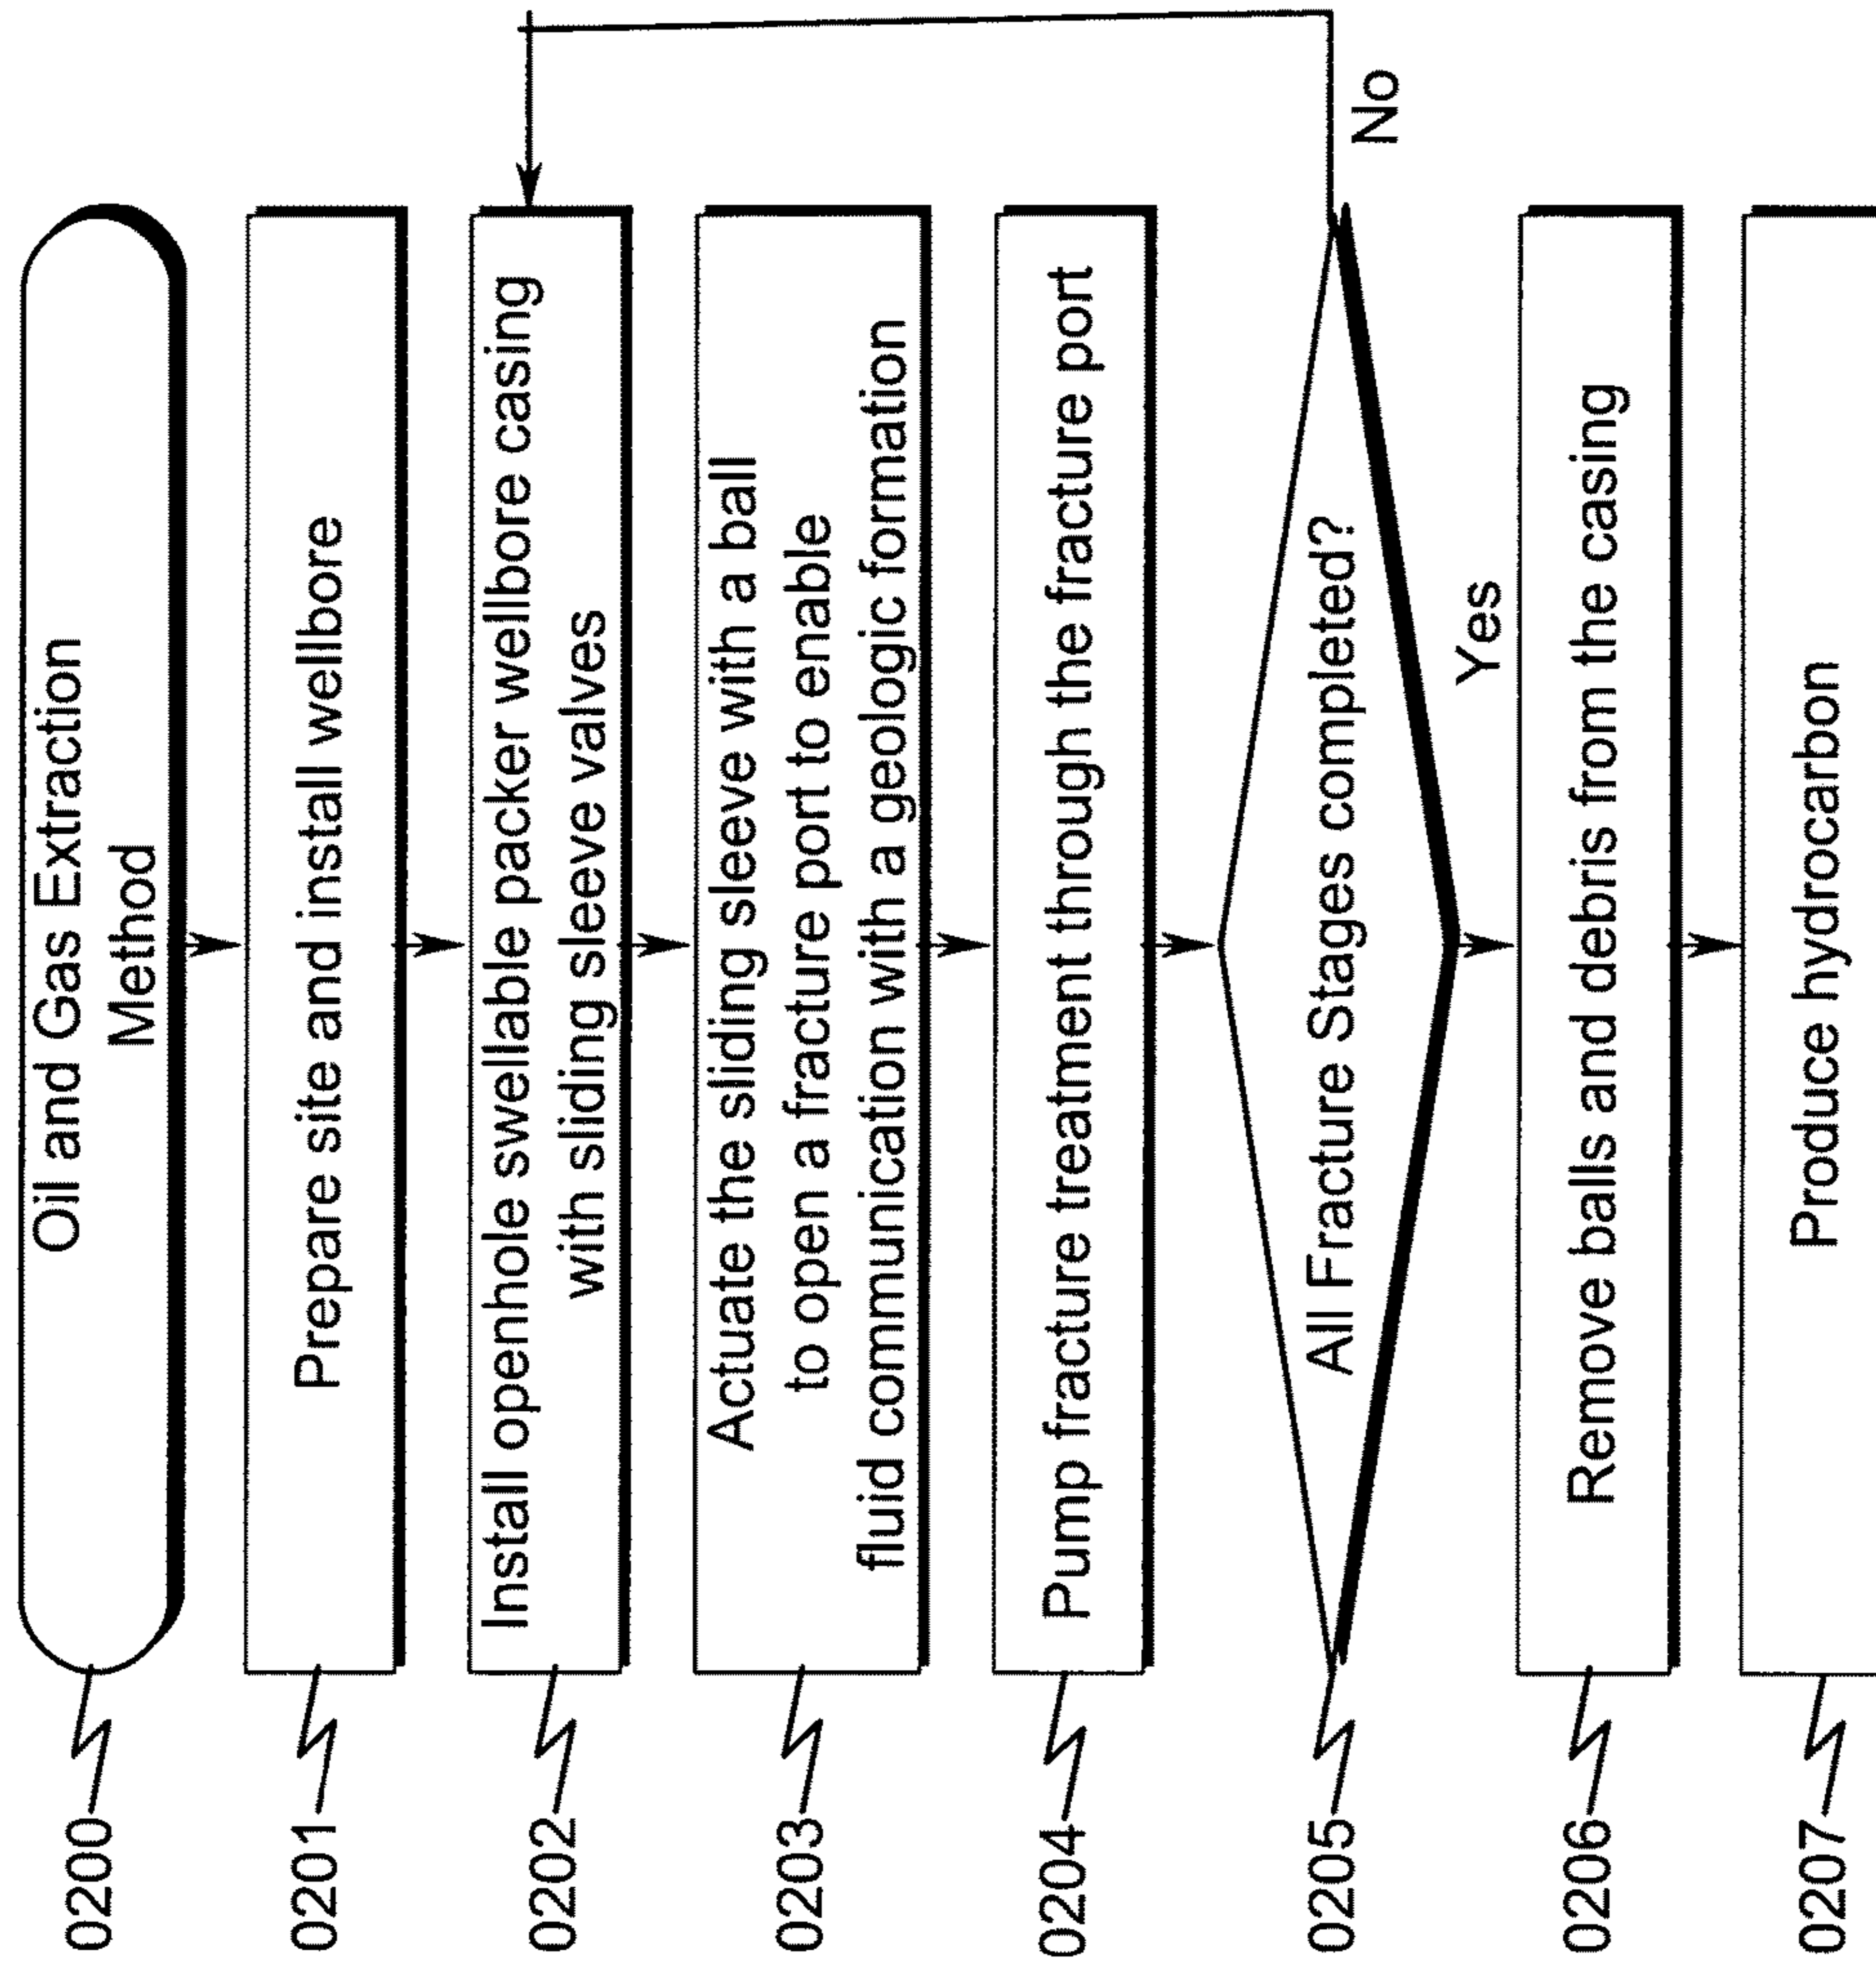 0200
Oil and Gas Extraction
Method
0201
Prepare site and install wellbore
0202
Install openhole swellable packer wellbore casing
with sliding sleeve valves
0203
Actuate the sliding sleeve with a ball
to open a fracture port to enable
fluid communication with a geologic formation
0204
Pump fracture treatment through the fracture port
0205
All Fracture Stages completed?
No
Yes
0206
Remove balls and debris from the casing
0207
Produce hydrocarbon